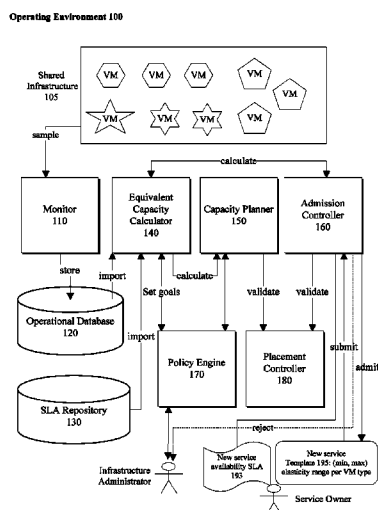 Operating Environment 100
Shared
Infrastructure
105
VM
VM
VM
VM
VM
VM
VM
VM
VM
sample
calculate
Monitor
110
Equivalent
Capacity
Calculator
140
Capacity Planner
150
Admission
Controller
160
store
import
calculate
Set goals
validate
validate
Operational Database
120
import
submit
admit
Policy Engine
170
Placement
Controller
180
SLA Repository
130
reject
Infrastructure
Administrator
New service
availability SLA
193
New service
Template 195: (min, max)
elasticity range per VM type
Service Owner